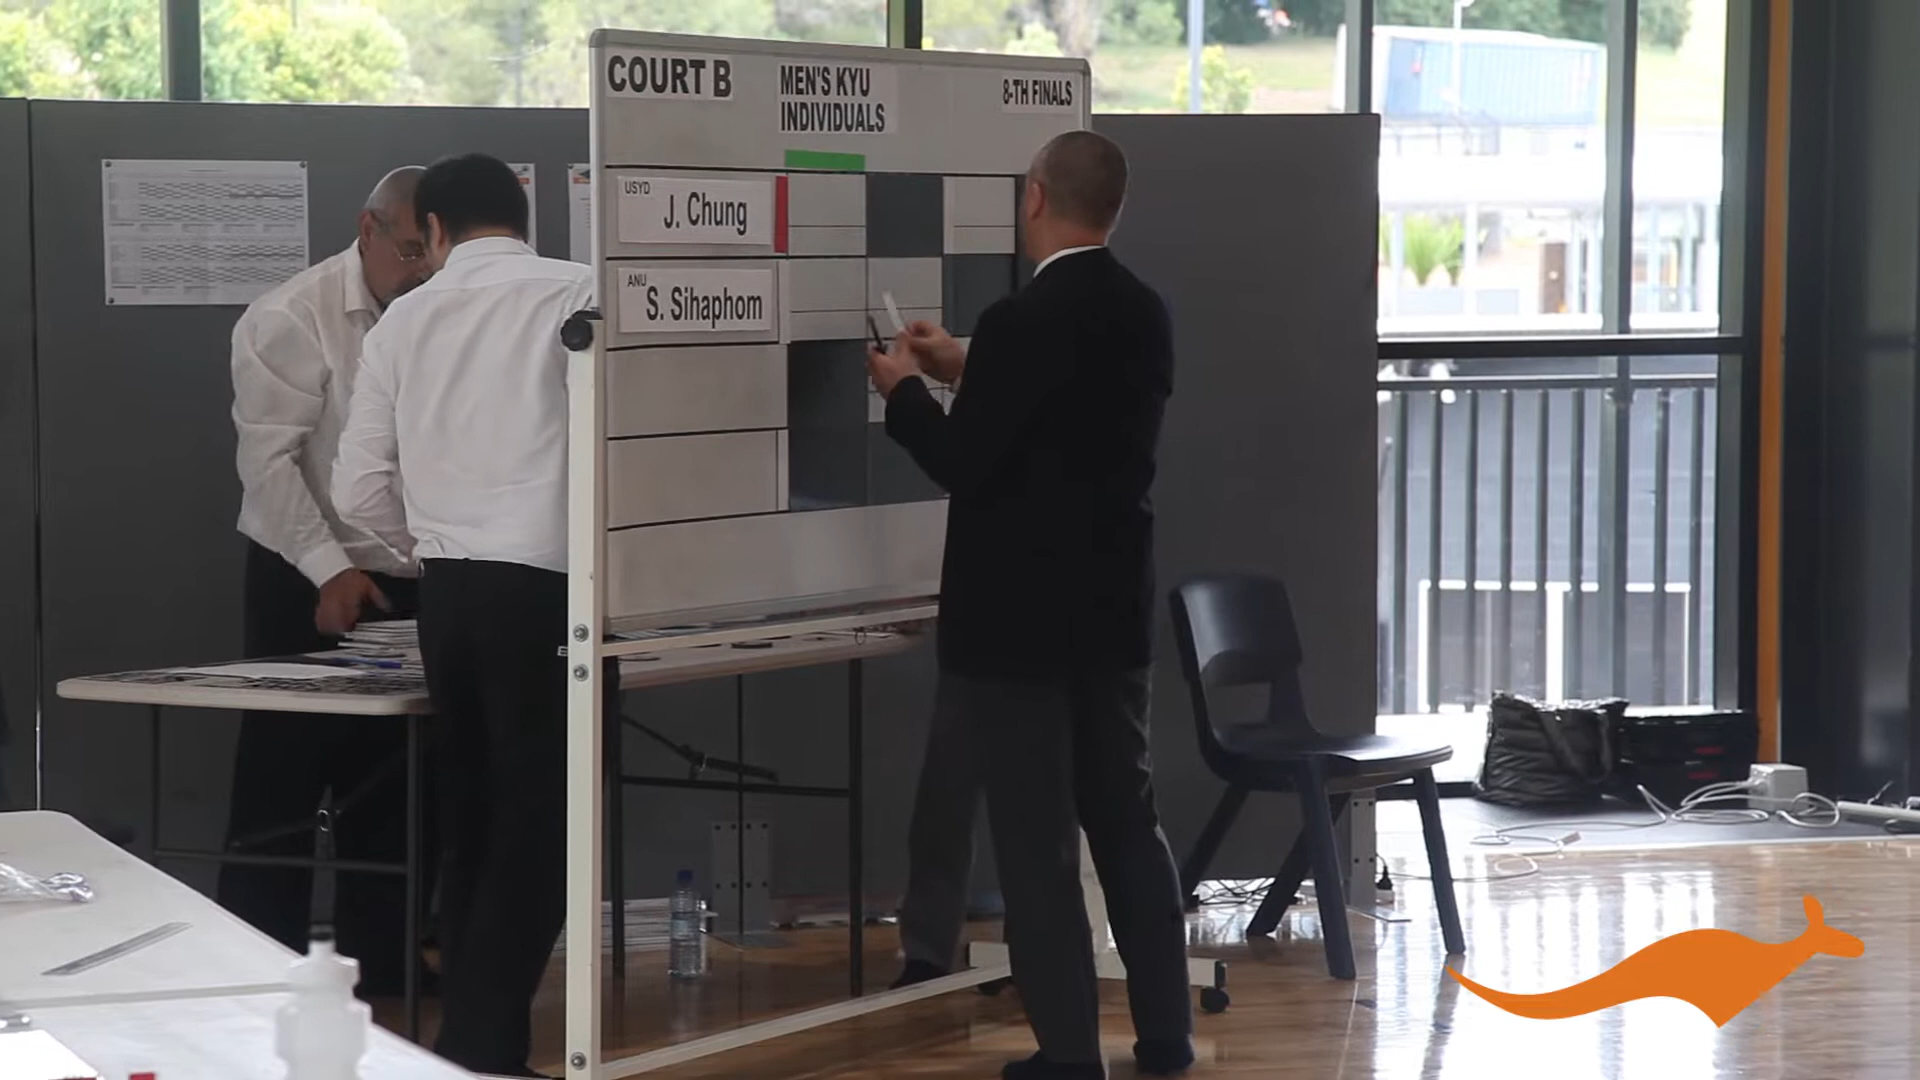 COURT B
MEN'S KYU
INDIVIDUALS
8-TH FINALS
USYD
J. Chung
ANU
S. Sihaphom